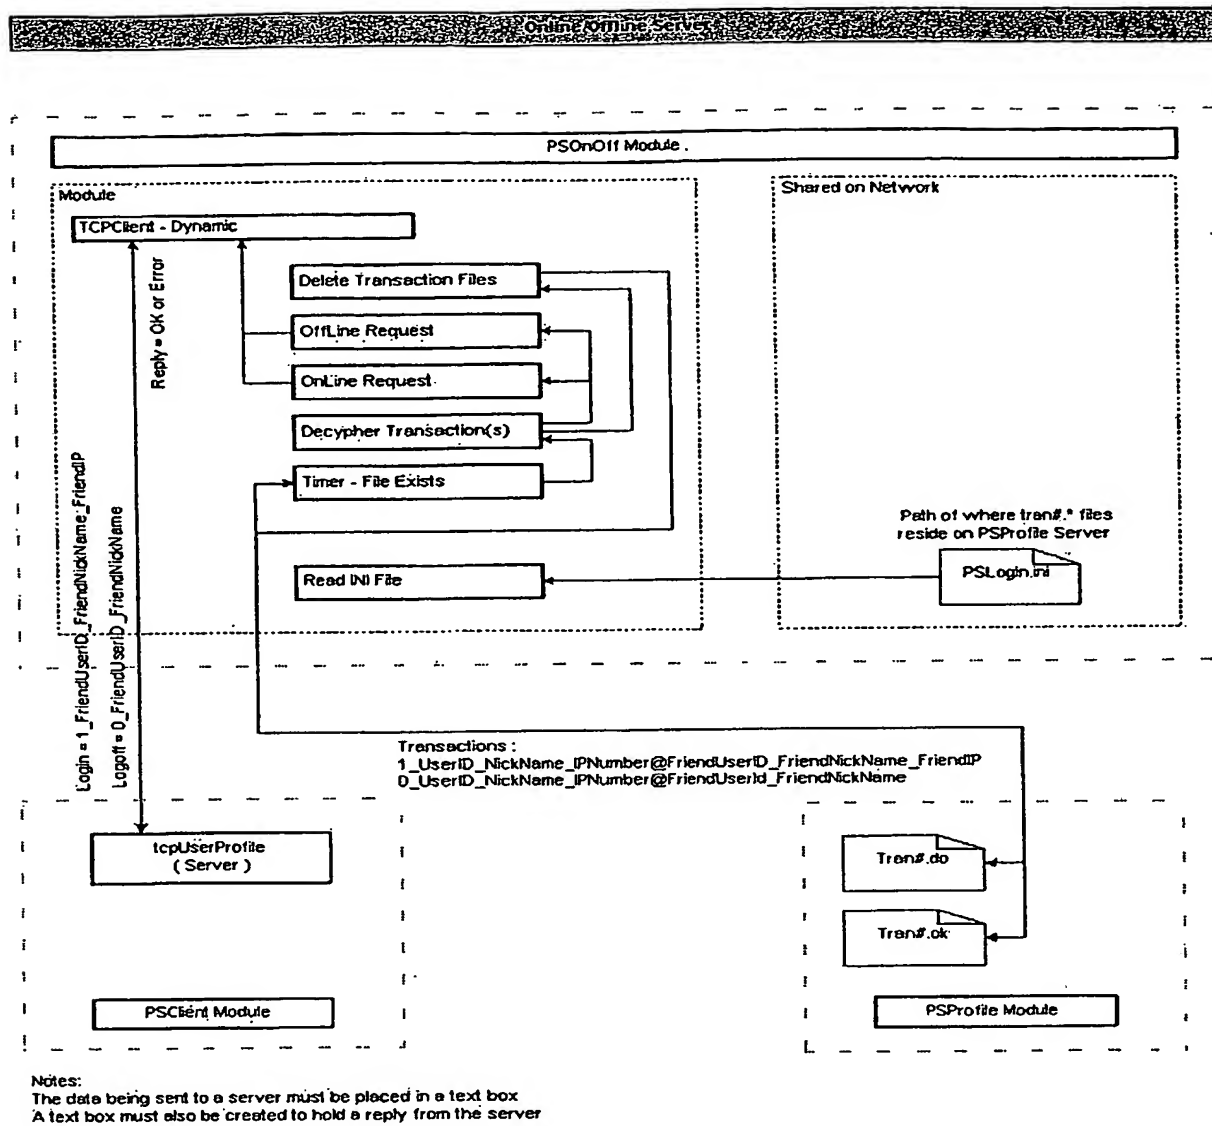 Online/Offline Server
PSOnOff Module .
Module
Shared on Network
TCPClient - Dynamic
Reply = OK or Error
Delete Transaction Files
OffLine Request
OnLine Request
Decypher Transaction(s)
Timer - File Exists
Path of where tran#.* files
reside on PSProfile Server
Read INI File
PSLogin.ini
Login = 1_FriendUserID_FriendNickName_FriendIP
Logoff = 0_FriendUserID_FriendNickName
Transactions :
1_UserID_NickName_IPNumber@FriendUserID_FriendNickName_FriendIP
0_UserID_NickName_IPNumber@FriendUserId_FriendNickName
tcpUserProfile
( Server )
Tran#.do
Tran#.ok
PSClient Module
PSProfile Module
Notes:
The data being sent to a server must be placed in a text box
A text box must also be created to hold a reply from the server